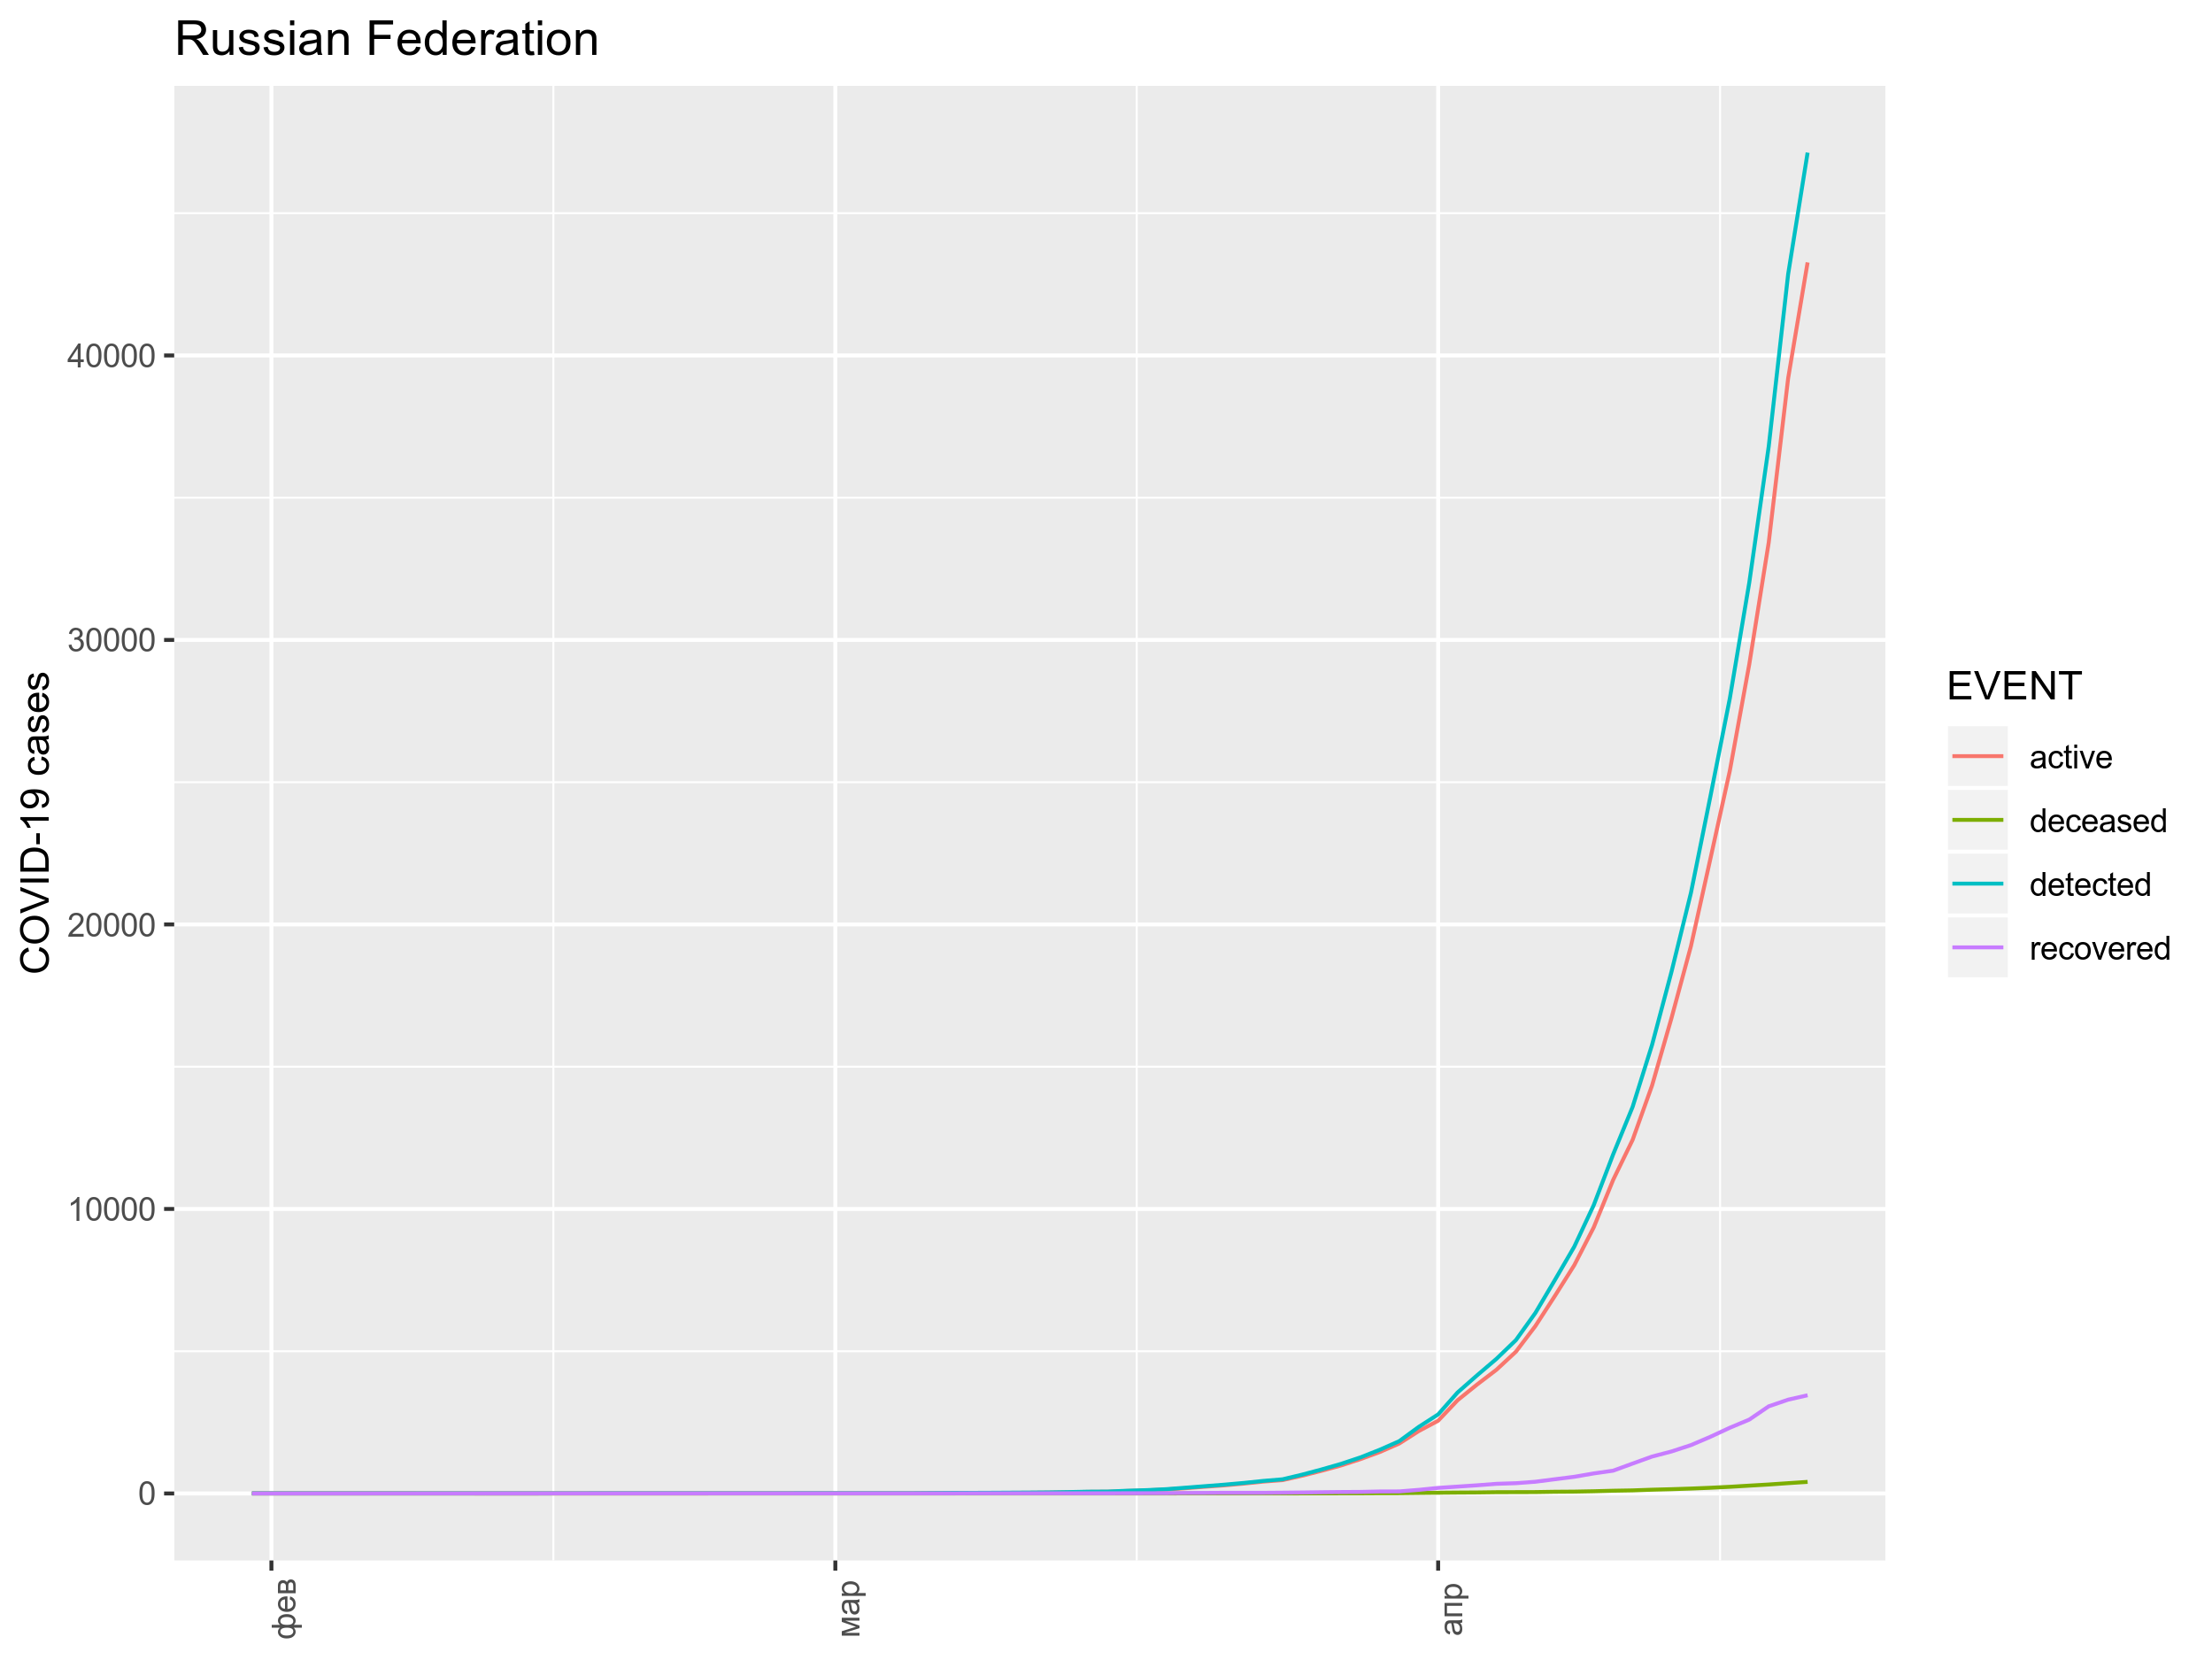 Russian Federation
COVID-19 cases
40000
30000
20000
10000
0
фев
мар
апр
EVENT
active
deceased
detected
recovered